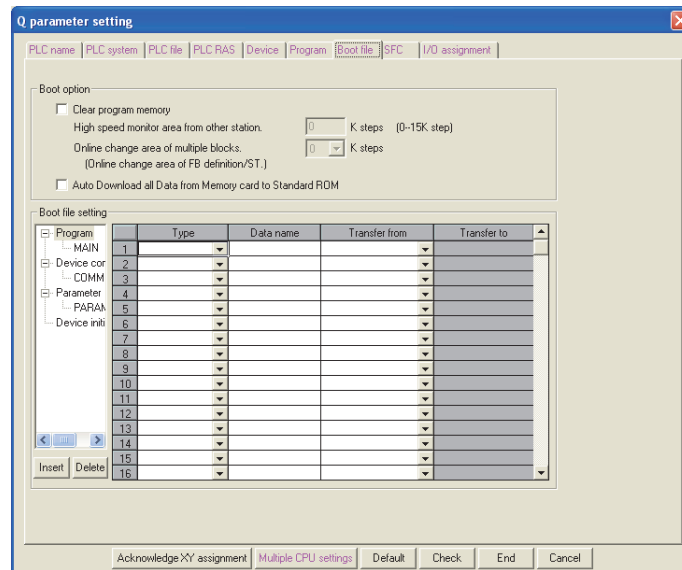 Q parameter setting
PLC name PLC system PLC file PLC RAS Device Program Boot file SFC I/O assignment
Boot option
Clear program memory
High speed monitor area from other station. 0 K steps (0--15K step)
Online change area of multiple blocks. 0 K steps
(Online change area of FB definition/ST.)
Auto Download all Data from Memory card to Standard ROM
Boot file setting
Program
MAIN
Device cor
COMM
Parameter
PARAM
Device initi
Type Data name Transfer from Transfer to
1
2
3
4
5
6
7
8
9
10
11
12
13
14
15
16
Insert Delete
Acknowledge XY assignment Multiple CPU settings Default Check End Cancel